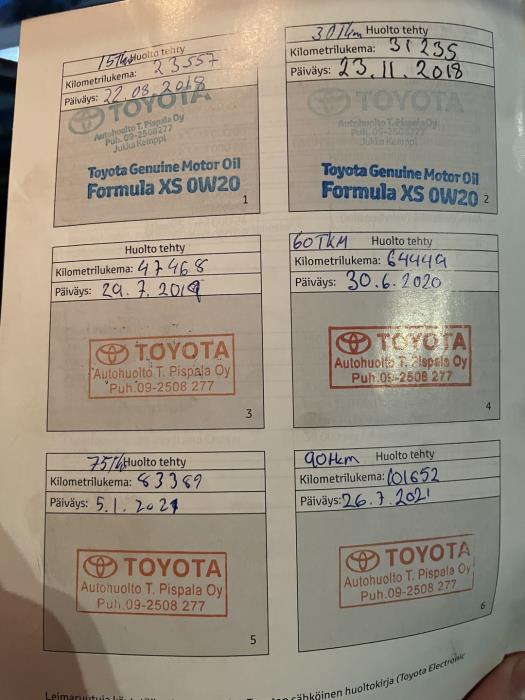 15tkm Huolto tehty
Kilometrilukema: 23557
Päiväys: 22.08.2018
TOYOTA
Autohuolto T. Pispala Oy
Puh. 09-2508277
Jukka Kemppi
Toyota Genuine Motor Oil
Formula XS 0W20
1
30Tkm Huolto tehty
Kilometrilukema: 31235
Päiväys: 23.11.2018
TOYOTA
Autohuolto T. Pispala Oy
Puh. 09-2508277
Jukka Kemppi
Toyota Genuine Motor Oil
Formula XS 0W20
2
Huolto tehty
Kilometrilukema: 47468
Päiväys: 29.7.2019
TOYOTA
Autohuolto T. Pispala Oy
Puh.09-2508 277
3
60TKM Huolto tehty
Kilometrilukema: 64449
Päiväys: 30.6.2020
TOYOTA
Autohuolto T. Pispala Oy
Puh.09-2508 277
4
75tk Huolto tehty
Kilometrilukema: 83389
Päiväys: 5.1.2021
TOYOTA
Autohuolto T. Pispala Oy
Puh.09-2508 277
5
90tkm Huolto tehty
Kilometrilukema: 101652
Päiväys: 26.7.2021
TOYOTA
Autohuolto T. Pispala Oy
Puh.09-2508 277
6
sähköinen huoltokirja (Toyota Electronic